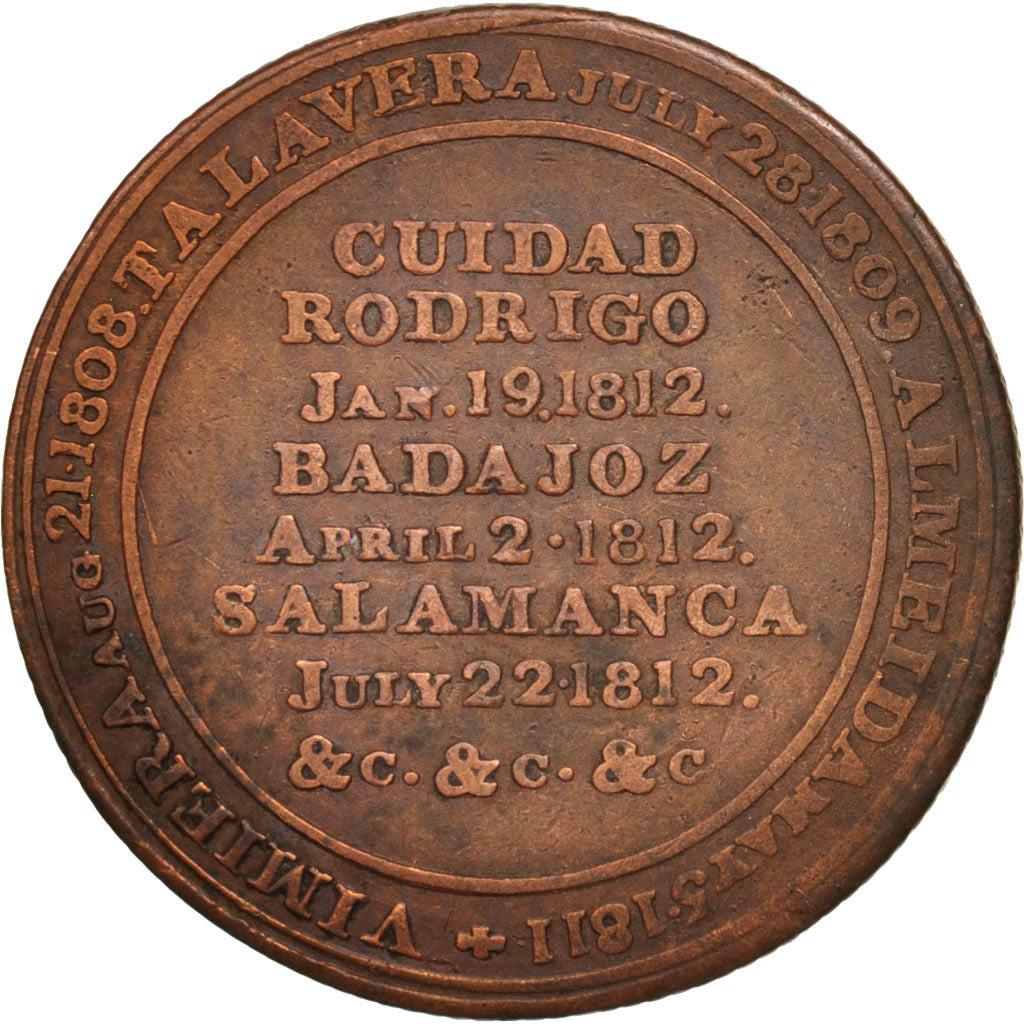 VIMIERA AUG 21·1808. TALAVERA JULY 28·1809. ALMEIDA MAY 5·1811
CUIDAD
RODRIGO
JAN. 19, 1812.
BADAJOZ
APRIL 2·1812.
SALAMANCA
JULY 22·1812.
&C. &C. &C